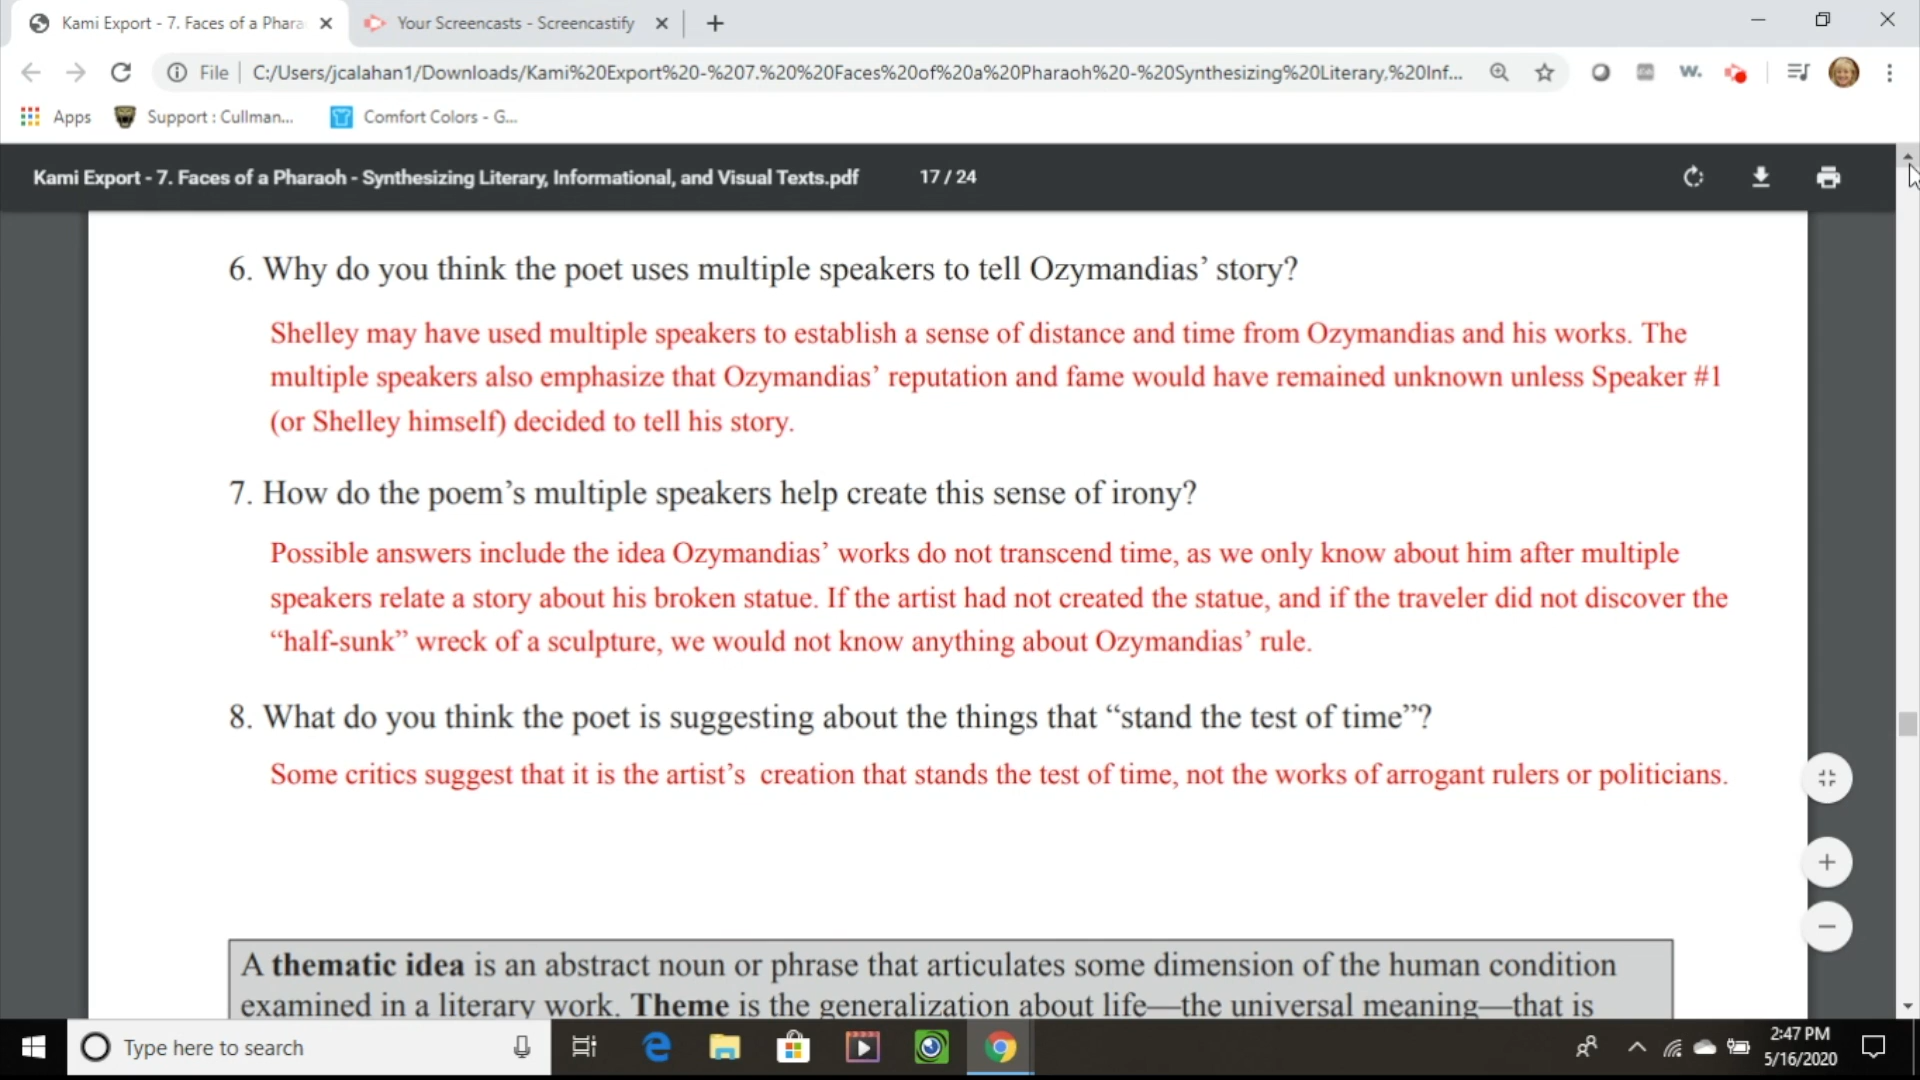 Kami Export - 7. Faces of a Phara
Your Screencasts - Screencastify
File
C:/Users/jcalahan1/Downloads/Kami%20Export%20-%207.%20%20Faces%20of%20a%20Pharaoh%20-%20Synthesizing%20Literary,%20Inf...
w.
Apps
Support : Cullman...
Comfort Colors - G...
Kami Export - 7. Faces of a Pharaoh - Synthesizing Literary, Informational, and Visual Texts.pdf
17 / 24
6. Why do you think the poet uses multiple speakers to tell Ozymandias’ story?
Shelley may have used multiple speakers to establish a sense of distance and time from Ozymandias and his works. The
multiple speakers also emphasize that Ozymandias’ reputation and fame would have remained unknown unless Speaker #1
(or Shelley himself) decided to tell his story.
7. How do the poem’s multiple speakers help create this sense of irony?
Possible answers include the idea Ozymandias’ works do not transcend time, as we only know about him after multiple
speakers relate a story about his broken statue. If the artist had not created the statue, and if the traveler did not discover the
“half-sunk” wreck of a sculpture, we would not know anything about Ozymandias’ rule.
8. What do you think the poet is suggesting about the things that “stand the test of time”?
Some critics suggest that it is the artist’s  creation that stands the test of time, not the works of arrogant rulers or politicians.
A thematic idea is an abstract noun or phrase that articulates some dimension of the human condition
examined in a literary work. Theme is the generalization about life—the universal meaning—that is
Type here to search
2:47 PM
5/16/2020